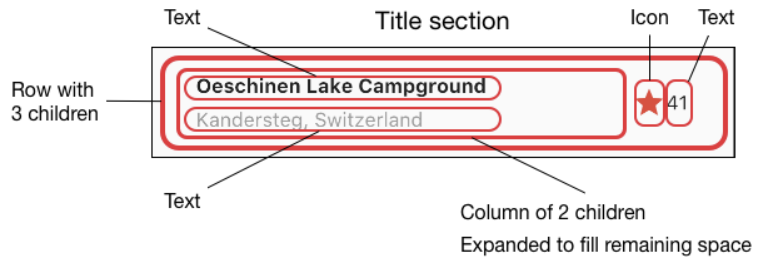 Text
Title section
Icon
Text
Row with
3 children
Oeschinen Lake Campground
41
Kandersteg, Switzerland
Text
Column of 2 children
Expanded to fill remaining space